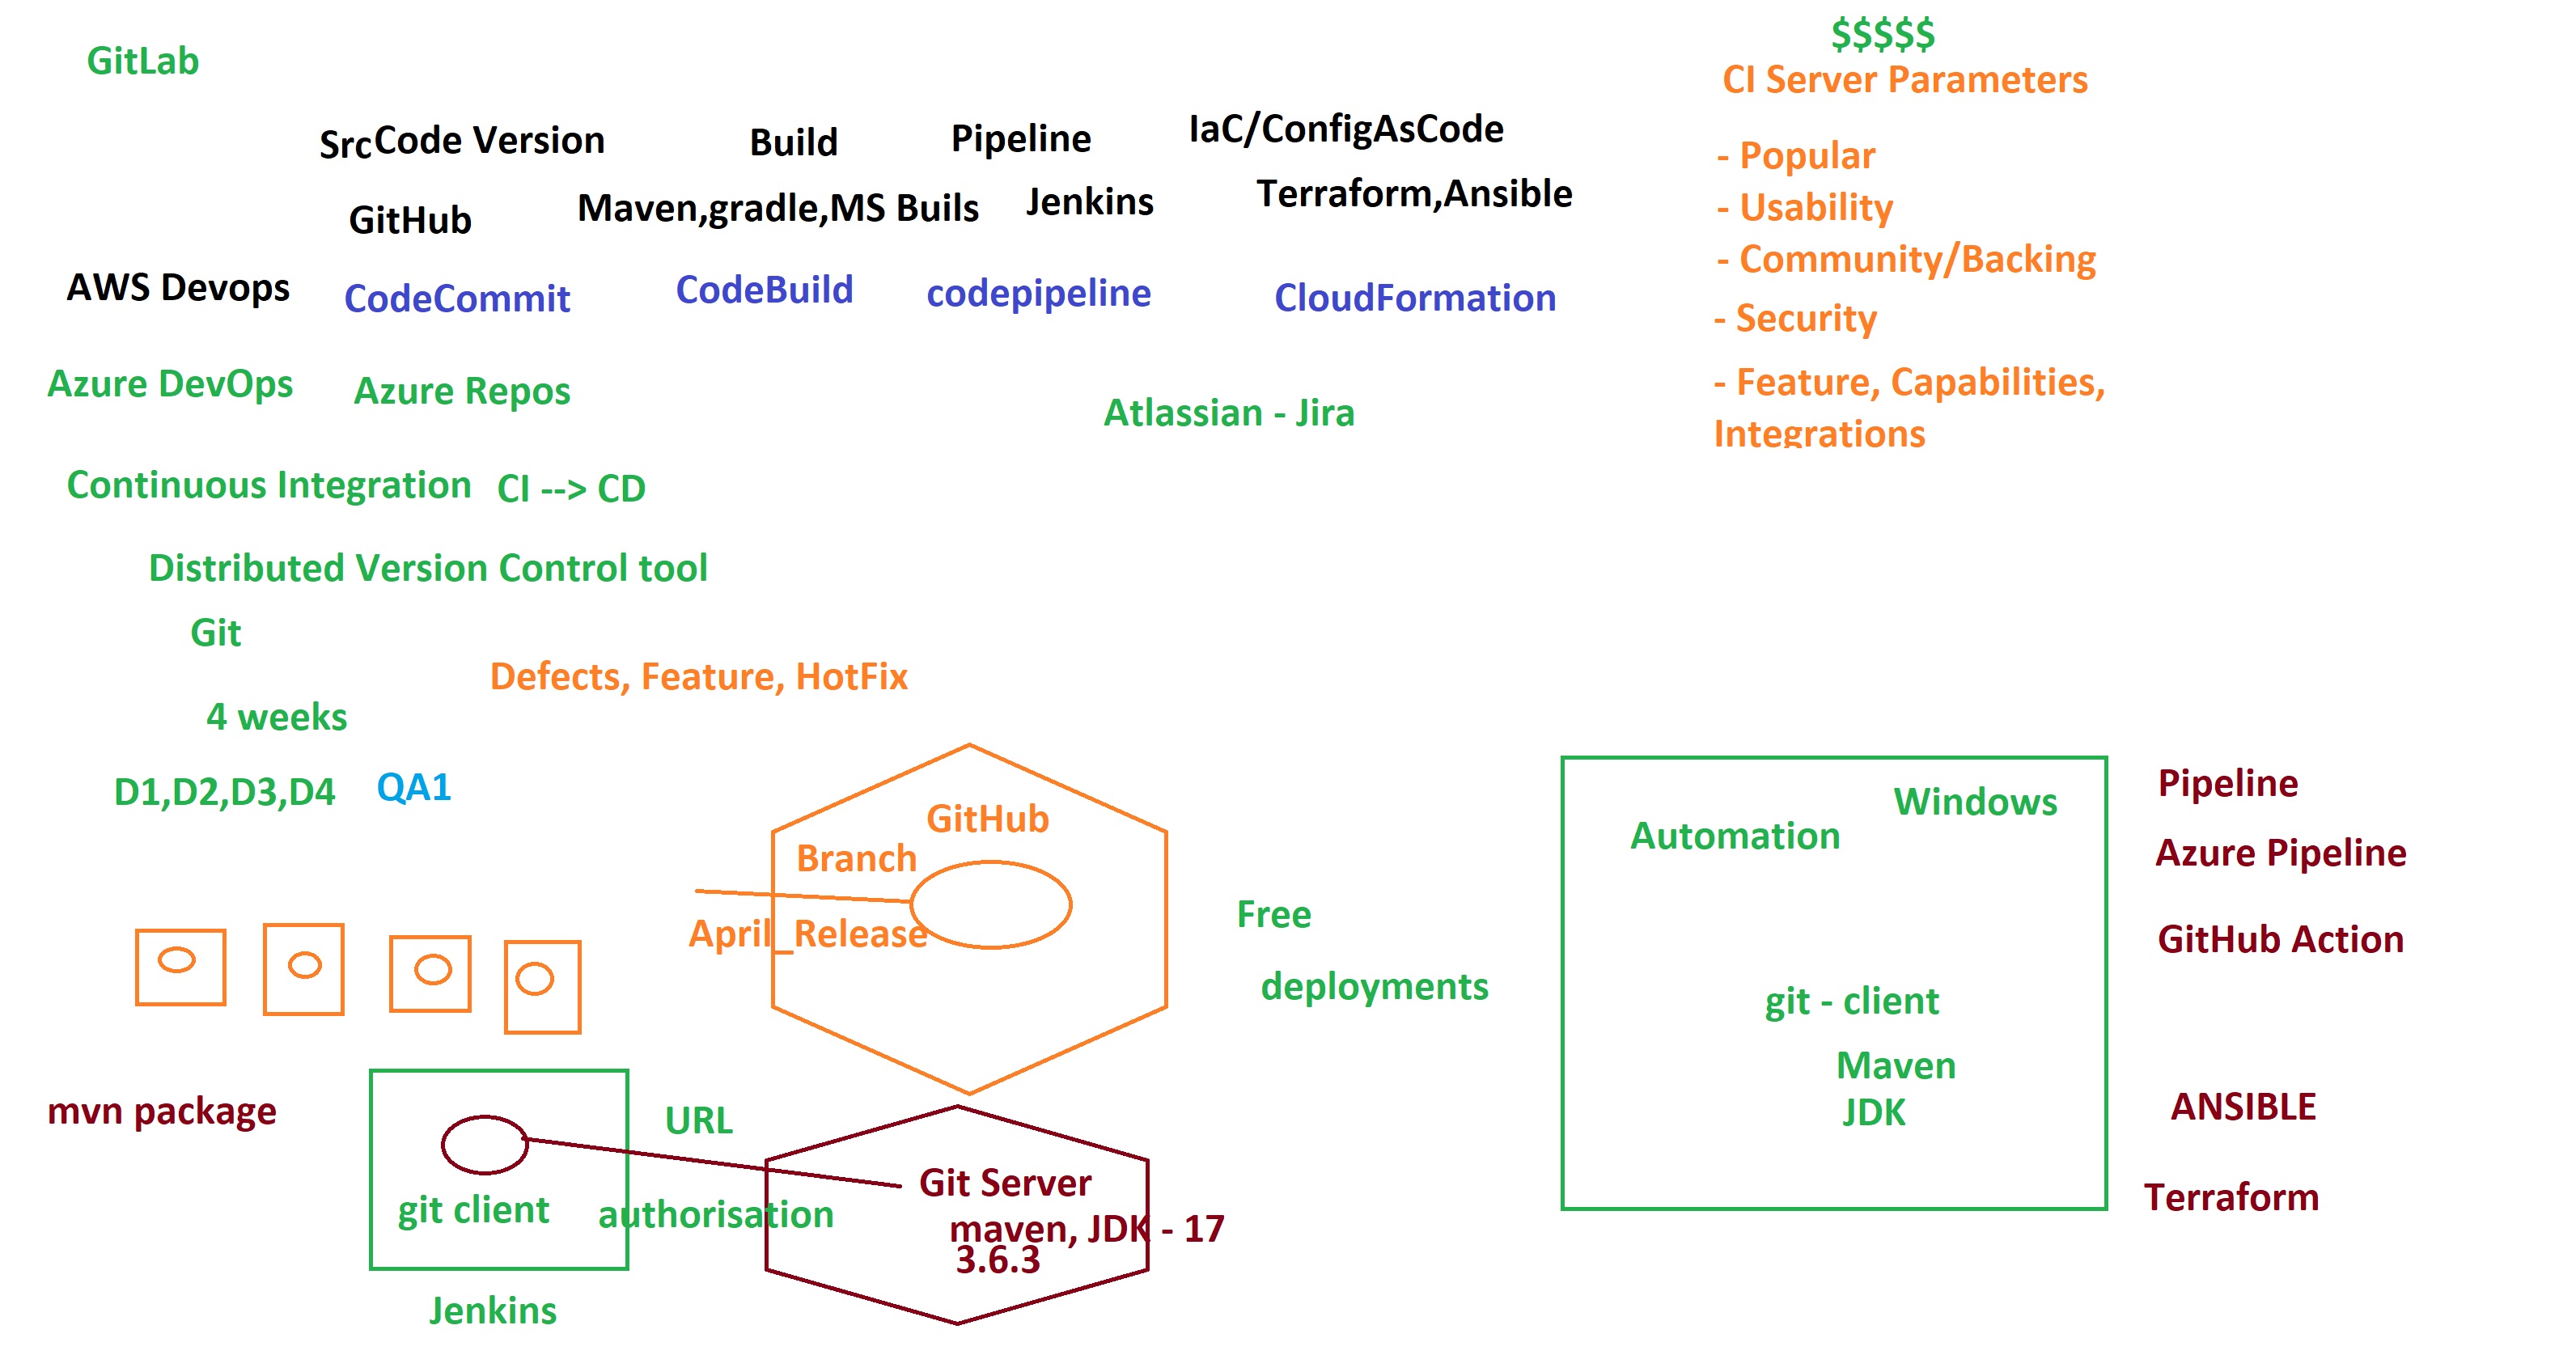 $$$$$
GitLab
CI Server Parameters
SrcCode Version
Build
Pipeline
IaC/ConfigAsCode
- Popular
GitHub
Maven,gradle,MS Buils
Jenkins
Terraform,Ansible
- Usability
- Community/Backing
AWS Devops
CodeCommit
CodeBuild
codepipeline
CloudFormation
- Security
Azure DevOps
Azure Repos
Atlassian - Jira
- Feature, Capabilities,
Integrations
Continuous Integration
CI --> CD
Distributed Version Control tool
Git
Defects, Feature, HotFix
4 weeks
D1,D2,D3,D4
QA1
GitHub
Branch
April_Release
Free
deployments
Windows
Automation
git - client
Maven
JDK
Pipeline
Azure Pipeline
GitHub Action
ANSIBLE
Terraform
mvn package
URL
git client
authorisation
Git Server
maven, JDK - 17
3.6.3
Jenkins